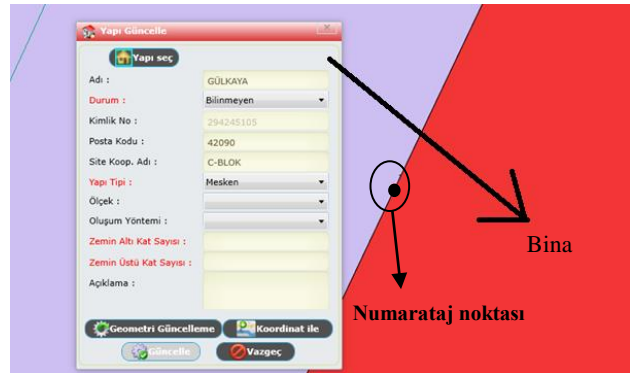 Yapı Güncelle
Yapı seç
Adı : GÜLKAYA
Durum : Bilinmeyen
Kimlik No : 294245105
Posta Kodu : 42090
Site Koop. Adı : C-BLOK
Yapı Tipi : Mesken
Ölçek :
Oluşum Yöntemi :
Zemin Altı Kat Sayısı :
Zemin Üstü Kat Sayısı :
Açıklama :
Geometri Güncelleme Koordinat ile
Güncelle Vazgeç
Bina
Numarataj noktası